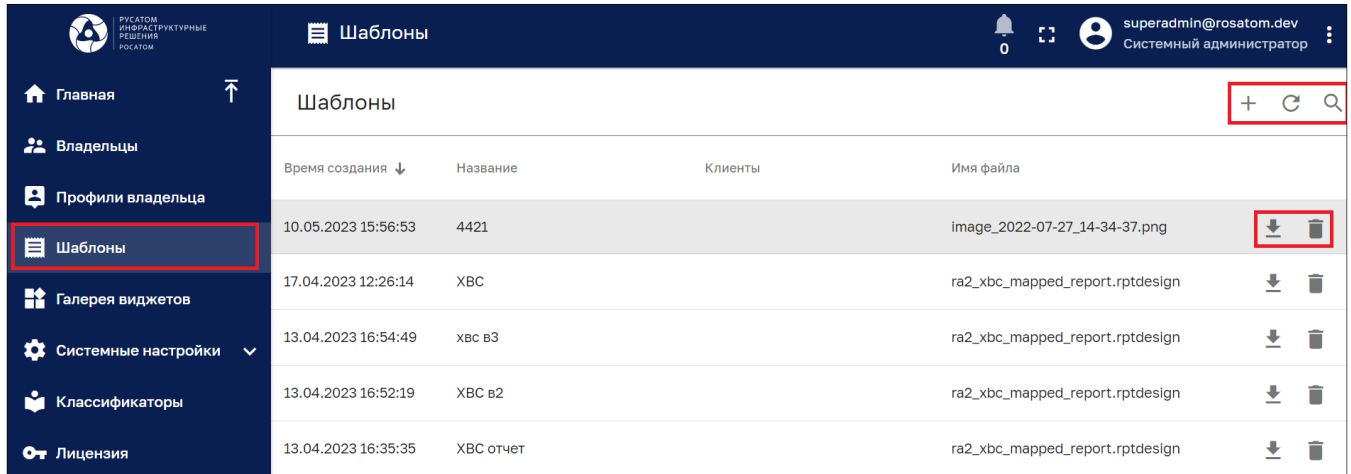 РУСАТОМ
ИНФРАСТРУКТУРНЫЕ
РЕШЕНИЯ
РОСАТОМ
Шаблоны
0
superadmin@rosatom.dev
Системный администратор
Главная
Владельцы
Профили владельца
Шаблоны
Галерея виджетов
Системные настройки
Классификаторы
Лицензия
Шаблоны
Время создания Название Клиенты Имя файла
10.05.2023 15:56:53 4421 image_2022-07-27_14-34-37.png
17.04.2023 12:26:14 ХВС ra2_xbc_mapped_report.rptdesign
13.04.2023 16:54:49 хвс в3 ra2_xbc_mapped_report.rptdesign
13.04.2023 16:52:19 ХВС в2 ra2_xbc_mapped_report.rptdesign
13.04.2023 16:35:35 ХВС отчет ra2_xbc_mapped_report.rptdesign